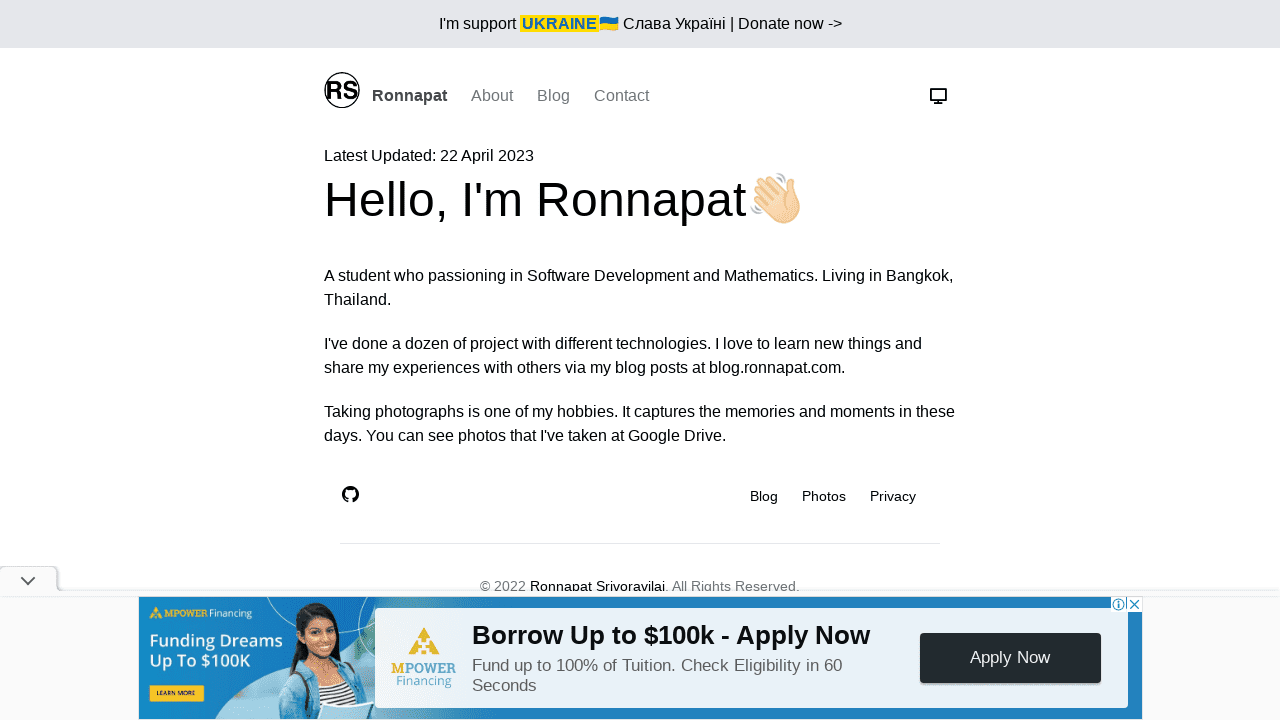 I'm support UKRAINE🇺🇦 Слава Україні | Donate now ->
RS Ronnapat About Blog Contact
Latest Updated: 22 April 2023
Hello, I'm Ronnapat👋🏻
A student who passioning in Software Development and Mathematics. Living in Bangkok,
Thailand.
I've done a dozen of project with different technologies. I love to learn new things and
share my experiences with others via my blog posts at blog.ronnapat.com.
Taking photographs is one of my hobbies. It captures the memories and moments in these
days. You can see photos that I've taken at Google Drive.
Blog Photos Privacy
© 2022 Ronnapat Srivoravilai. All Rights Reserved.
MPOWER Financing
Funding Dreams
Up To $100K
LEARN MORE
MPOWER
Financing
Borrow Up to $100k - Apply Now
Fund up to 100% of Tuition. Check Eligibility in 60
Seconds
Apply Now